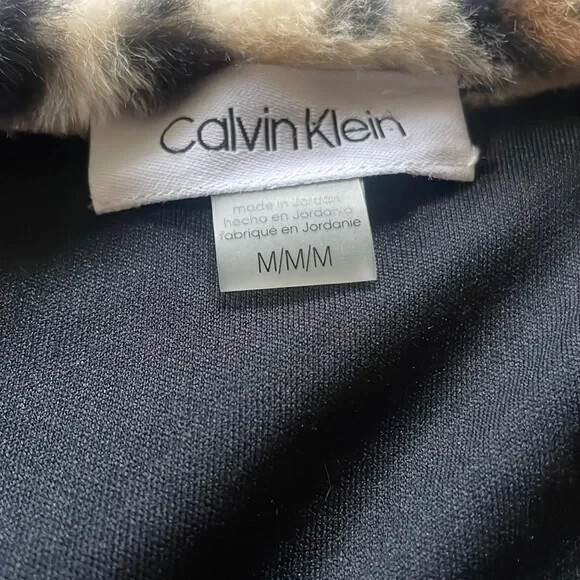 Calvin Klein
made in Jordan
hecho en Jordania
fabriqué en Jordanie
M/M/M